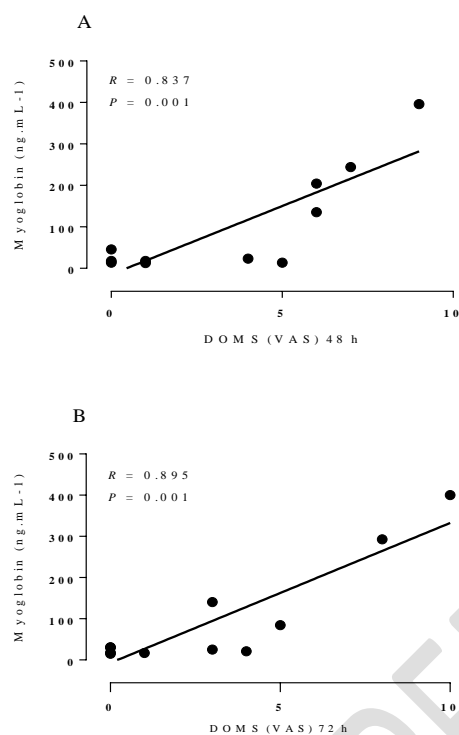 A
500
R = 0.837
400
P = 0.001
300
200
100
0
Myoglobin (ng.mL-1)
0 5 10
DOMS (VAS) 48 h
B
500
R = 0.895
400
P = 0.001
300
200
100
0
Myoglobin (ng.mL-1)
0 5 10
DOMS (VAS) 72 h